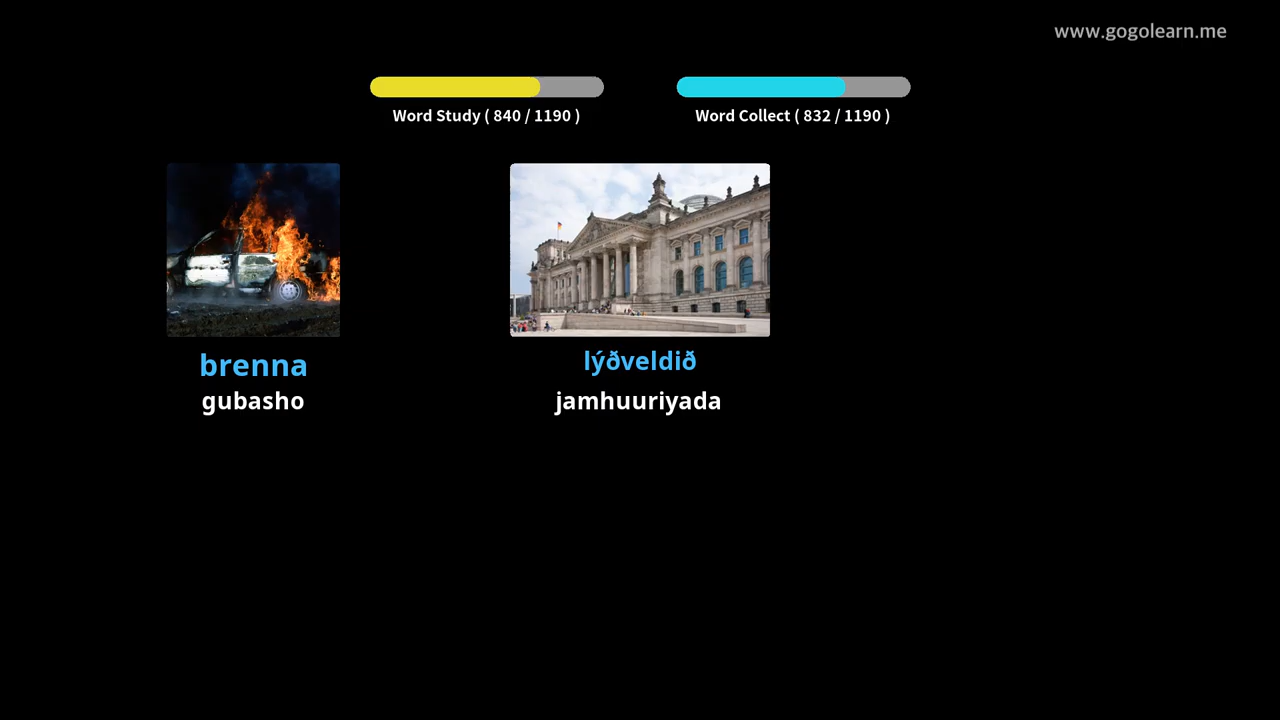 www.gogolearn.me
Word Study ( 840 / 1190 )
Word Collect ( 832 / 1190 )
brenna
gubasho
lýðveldið
jamhuuriyada